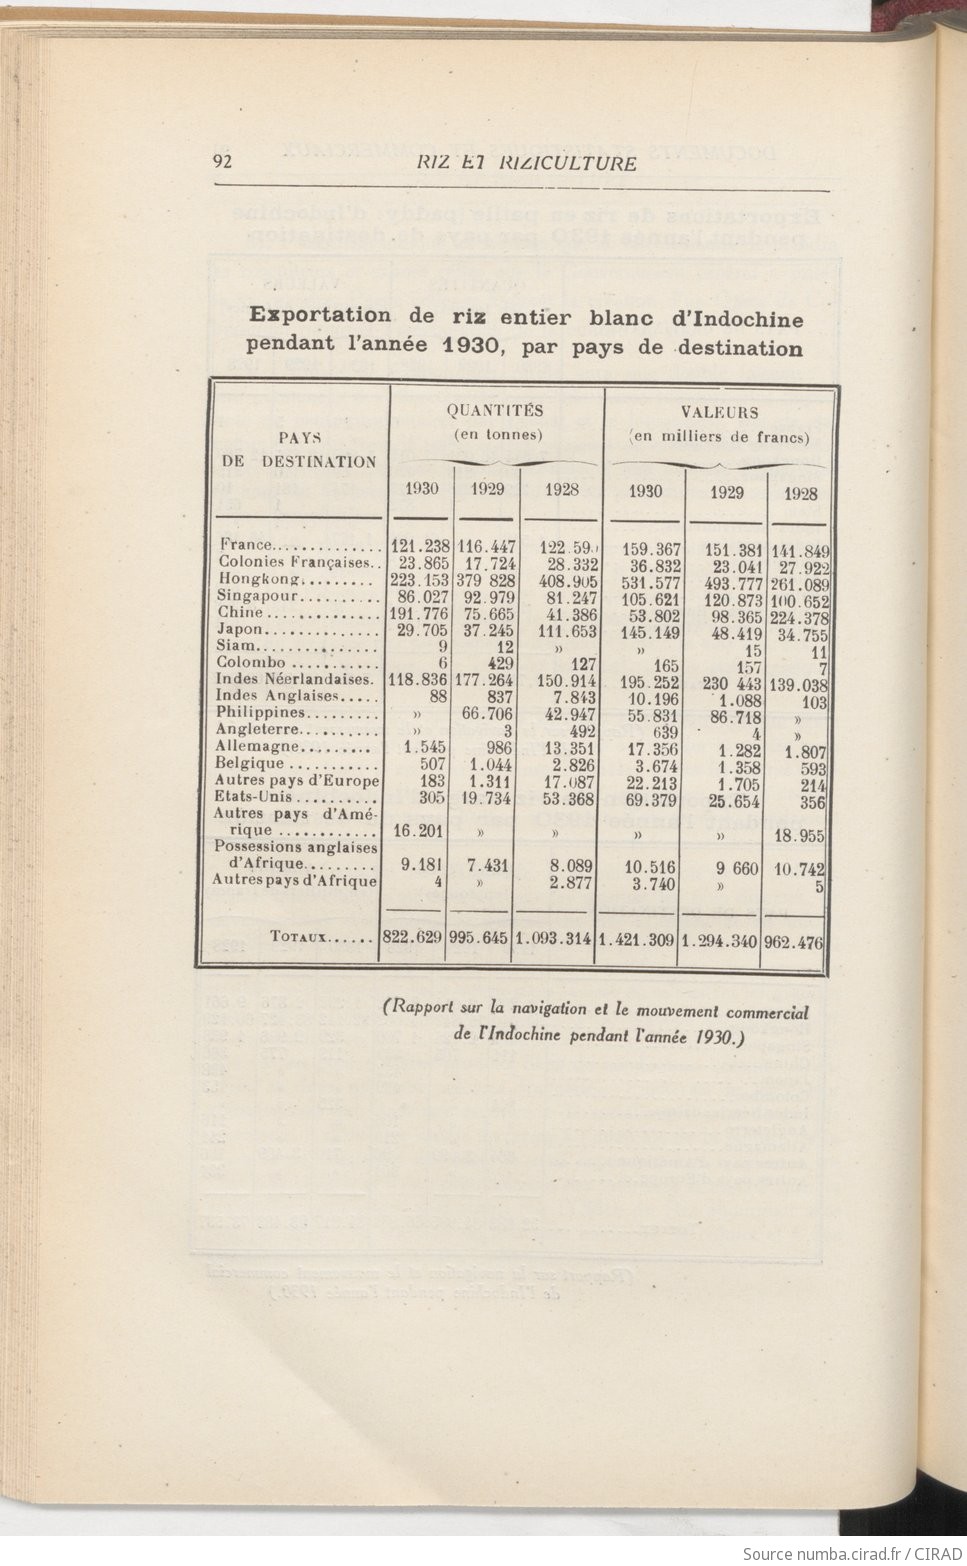 92 RIZ ET RIZICULTURE
Exportation de riz entier blanc d'Indochine
pendant l'année 1930, par pays de destination
PAYS DE DESTINATION QUANTITÉS (en tonnes) VALEURS (en milliers de francs)
1930 1929 1928 1930 1929 1928
France.............. 121.238 116.447 159.367 151.381 141.849
Colonies Françaises.. 23.865 17.724 28.332 36.832 23.041 27.922
Hongkong......... 223.153 379 828 408.905 531.577 493.777 261.089
Singapour.......... 86.027 92.979 81.247 105.621 120.873 100.652
Chine.............. 191.776 75.665 41.386 53.802 98.365 224.378
Japon.............. 29.705 37.245 111.653 145.149 48.419 34.755
Siam............... 9 12 » » 15 11
Colombo ........... 6 429 127 165 157 7
Indes Néerlandaises. 118.836 177.264 150.914 195.252 230 443 139.038
Indes Anglaises..... 88 837 7.843 10.196 1.088 103
Philippines......... » 66.706 42.947 55.831 86.718 »
Angleterre.......... » 3 492 639 4 »
Allemagne......... 1.545 986 13.351 17.356 1.282 1.807
Belgique ........... 507 1.044 2.826 3.674 1.358 593
Autres pays d'Europe 183 1.311 17.087 22.213 1.705 214
Etats-Unis .......... 305 19.734 53.368 69.379 25.654 356
Autres pays d'Amé-
rique ............ 16.201 » » » » 18.955
Possessions anglaises
d'Afrique......... 9.181 7.431 8.089 10.516 9 660 10.742
Autres pays d'Afrique 4 » 2.877 3.740 » 5
TOTAUX...... 822.629 995.645 1.093.314 1.421.309 1.294.340 962.476
(Rapport sur la navigation et le mouvement commercial
de l'Indochine pendant l'année 1930.)
Source numba.cirad.fr / CIRAD